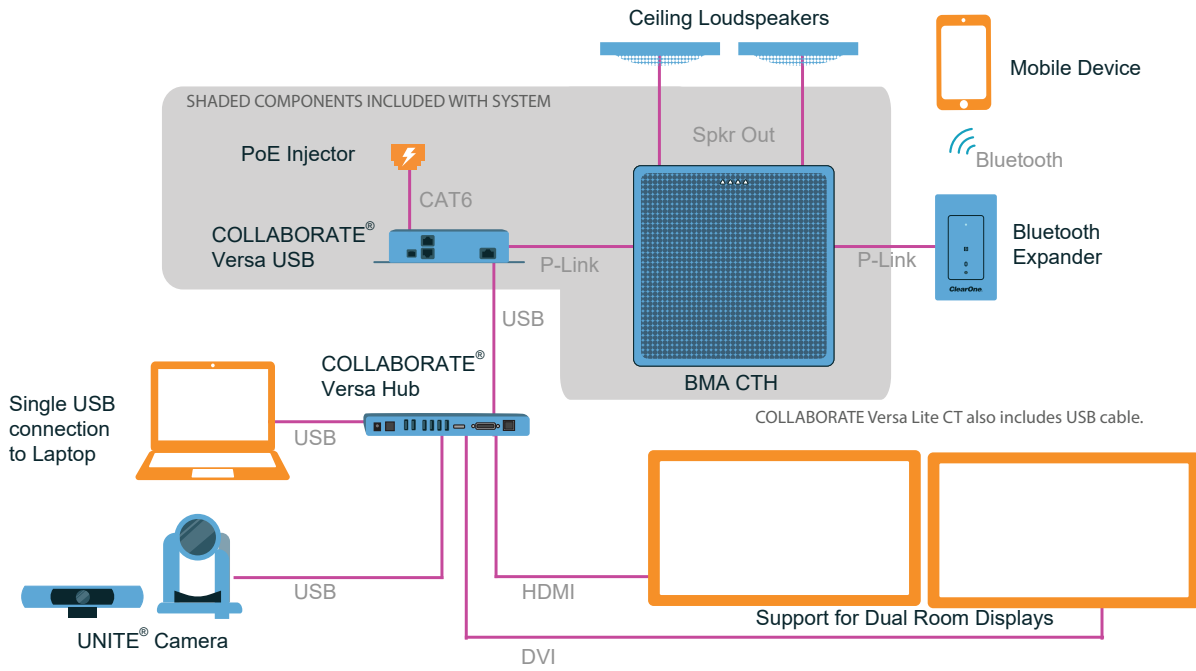 Ceiling Loudspeakers
Mobile Device
SHADED COMPONENTS INCLUDED WITH SYSTEM
Spkr Out
PoE Injector
Bluetooth
CAT6
COLLABORATE®
Versa USB
P-Link
P-Link
Bluetooth
Expander
ClearOne
USB
COLLABORATE®
Versa Hub
BMA CTH
Single USB
connection
to Laptop
USB
COLLABORATE Versa Lite CT also includes USB cable.
USB
HDMI
Support for Dual Room Displays
UNITE® Camera
DVI